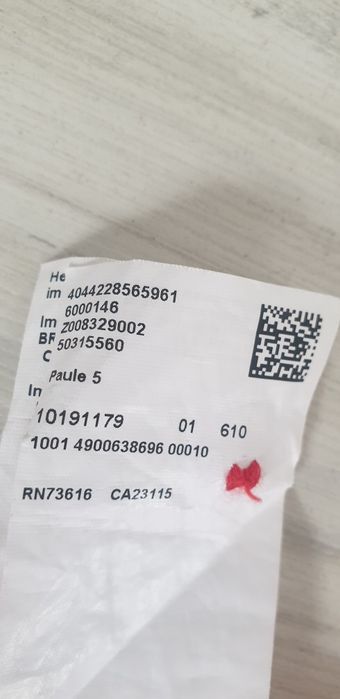 He
im 4044228565961
6000146
Im Z008329002
BF 50315560
C
Paule 5
In
10191179 01 610
1001 4900638696 00010
RN73616 CA23115